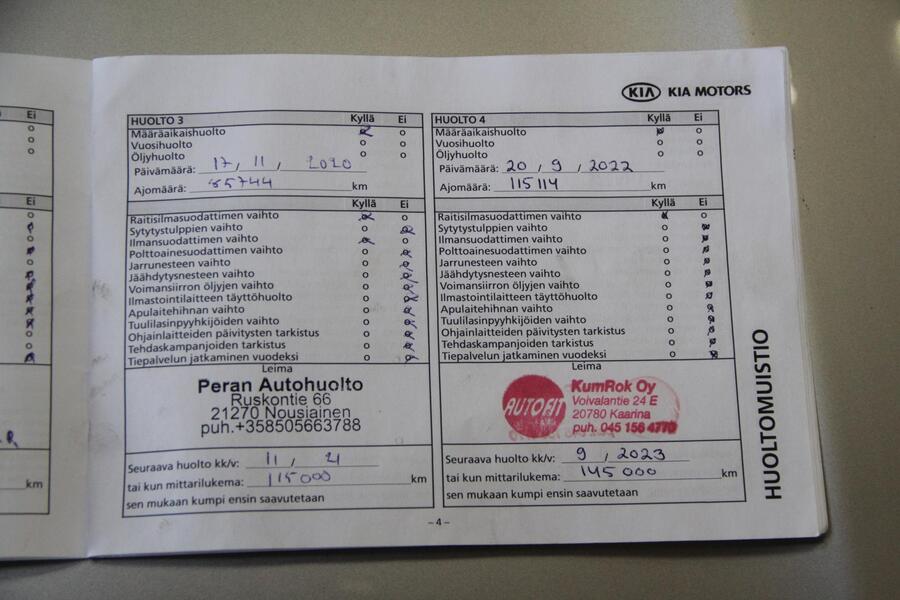 KIA KIA MOTORS
Ei
o
o
o
Ei
o
o
o
o
km
HUOLTO 3 Kyllä Ei
Määräaikaishuolto o
Vuosihuolto o o
Öljyhuolto o o
Päivämäärä: 17, 11, 2020
Ajomäärä: 85744 km
Kyllä Ei
Raitisilmasuodattimen vaihto o
Sytytystulppien vaihto o
Ilmansuodattimen vaihto o
Polttoainesuodattimen vaihto o
Jarrunesteen vaihto o
Jäähdytysnesteen vaihto o
Voimansiirron öljyjen vaihto o
Ilmastointilaitteen täyttöhuolto o
Apulaitehihnan vaihto o
Tuulilasinpyyhkijöiden vaihto o
Ohjainlaitteiden päivitysten tarkistus o
Tehdaskampanjoiden tarkistus o
Tiepalvelun jatkaminen vuodeksi o
Leima
Peran Autohuolto
Ruskontie 66
21270 Nousiainen
puh.+358505663788
Seuraava huolto kk/v: 11, 21
tai kun mittarilukema: 115000 km
sen mukaan kumpi ensin saavutetaan
HUOLTO 4 Kyllä Ei
Määräaikaishuolto o
Vuosihuolto o o
Öljyhuolto o o
Päivämäärä: 20, 9, 2022
Ajomäärä: 115114 km
Kyllä Ei
Raitisilmasuodattimen vaihto o
Sytytystulppien vaihto o
Ilmansuodattimen vaihto o
Polttoainesuodattimen vaihto o
Jarrunesteen vaihto o
Jäähdytysnesteen vaihto o
Voimansiirron öljyjen vaihto o
Ilmastointilaitteen täyttöhuolto o
Apulaitehihnan vaihto o
Tuulilasinpyyhkijöiden vaihto o
Ohjainlaitteiden päivitysten tarkistus o
Tehdaskampanjoiden tarkistus o
Tiepalvelun jatkaminen vuodeksi o
Leima
AUTOFIT
KumRok Oy
Voivalantie 24 E
20780 Kaarina
puh. 045 156 4770
Seuraava huolto kk/v: 9, 2023
tai kun mittarilukema: 145000 km
sen mukaan kumpi ensin saavutetaan
HUOLTOMUISTIO
– 4 –